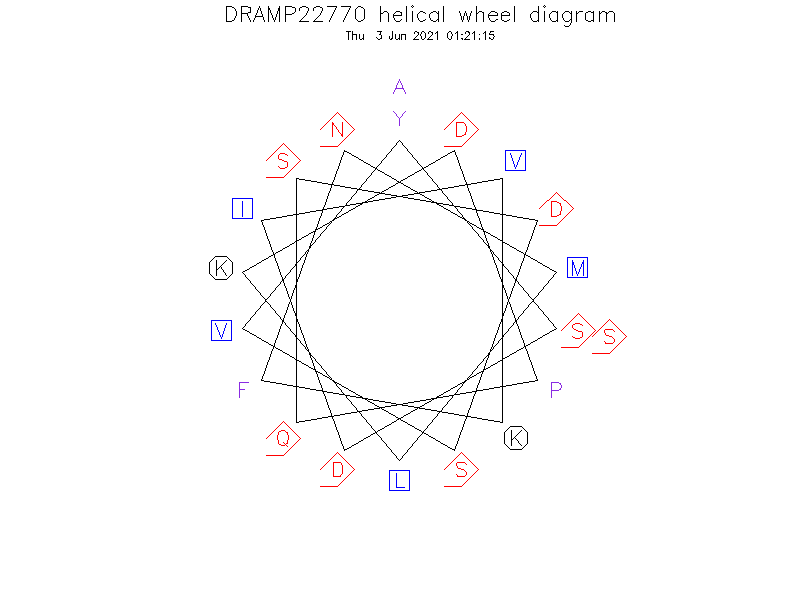 DRAMP22770 helical wheel diagram
Thu 3 Jun 2021 01:21:15
A
N Y D
S V
I D
K M
V S S
F P
Q K
D L S